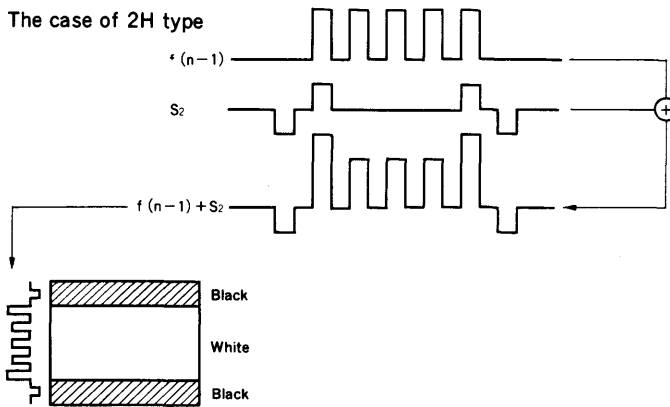 The case of 2H type
f (n−1)
S₂
f (n−1) + S₂
Black
White
Black